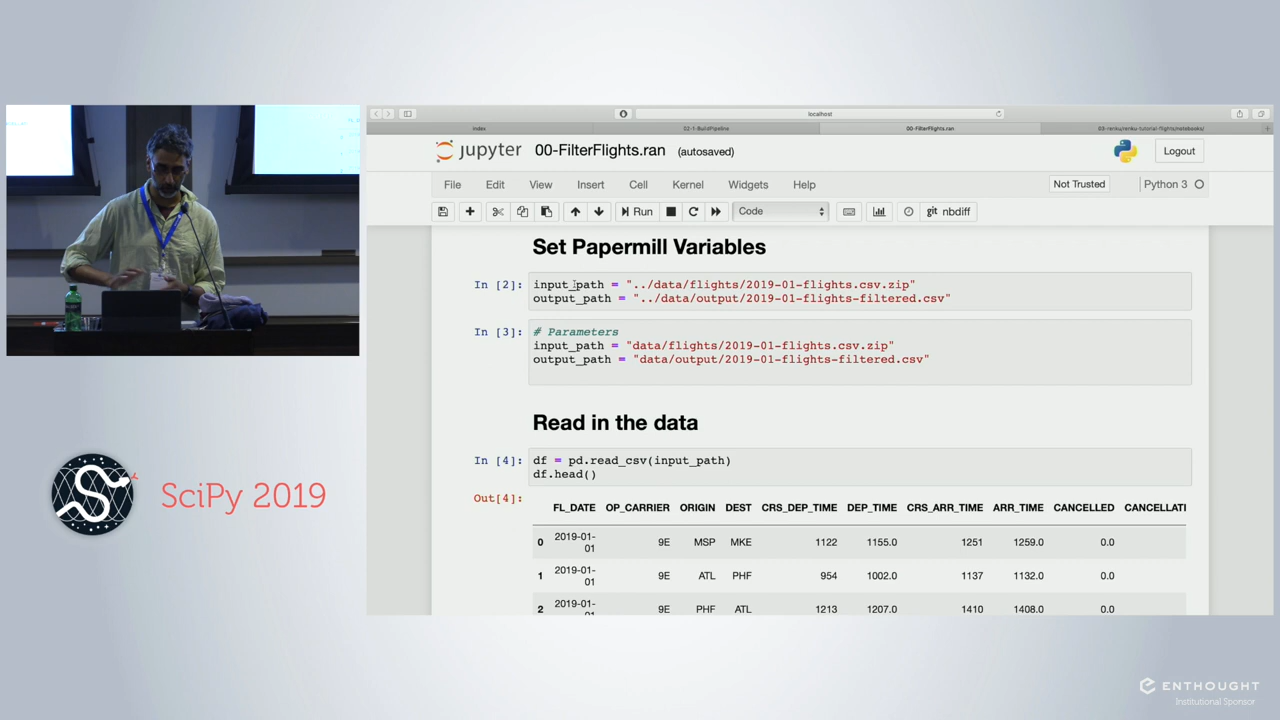 localhost
index
02-1-BuildPipeline
00-FilterFlights.ran
03-renku/renku-tutorial-flights/notebooks/
jupyter 00-FilterFlights.ran (autosaved)
Logout
File Edit View Insert Cell Kernel Widgets Help
Not Trusted
Python 3
Run
Code
git nbdiff
Set Papermill Variables
In [2]: input_path = "../data/flights/2019-01-flights.csv.zip"
output_path = "../data/output/2019-01-flights-filtered.csv"
In [3]: # Parameters
input_path = "data/flights/2019-01-flights.csv.zip"
output_path = "data/output/2019-01-flights-filtered.csv"
Read in the data
In [4]: df = pd.read_csv(input_path)
df.head()
Out[4]:
FL_DATE OP_CARRIER ORIGIN DEST CRS_DEP_TIME DEP_TIME CRS_ARR_TIME ARR_TIME CANCELLED CANCELLATI
0 2019-01-01 9E MSP MKE 1122 1155.0 1251 1259.0 0.0
1 2019-01-01 9E ATL PHF 954 1002.0 1137 1132.0 0.0
2 2019-01-01 9E PHF ATL 1213 1207.0 1410 1408.0 0.0
SciPy 2019
ENTHOUGHT
Institutional Sponsor